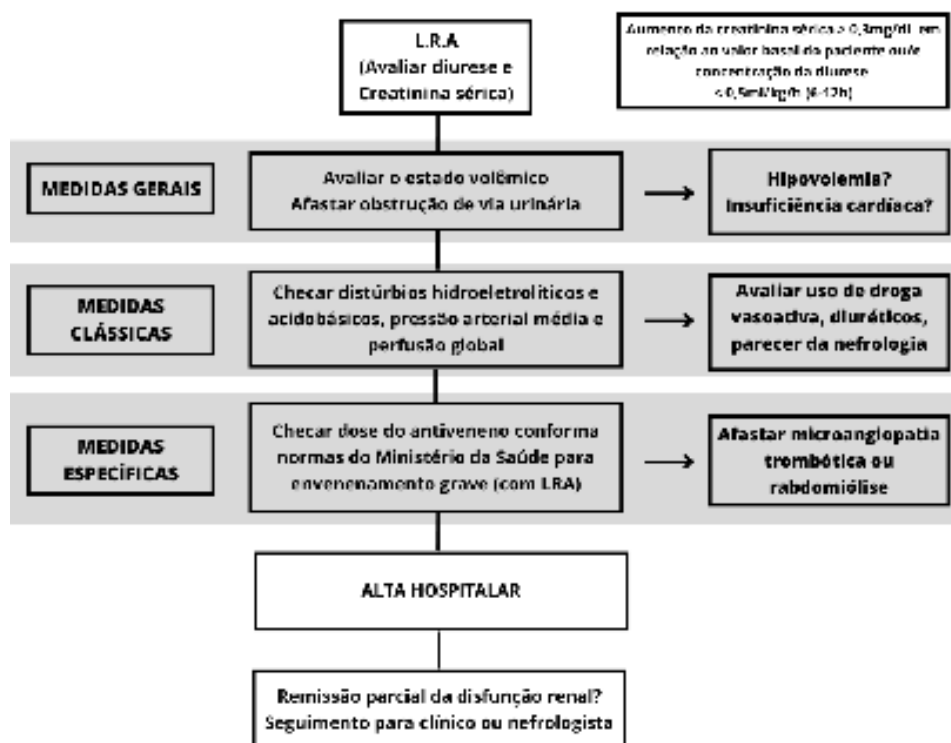 L.R.A
(Avaliar diurese e
Creatinina sérica)
Aumento da creatinina sérica > 0,3mg/dl em
relação ao valor basal do paciente ou/e
concentração da diurese
< 0,5ml/kg/h (6-12h)
MEDIDAS GERAIS
Avaliar o estado volêmico
Afastar obstrução de via urinária
Hipovolemia?
Insuficiência cardíaca?
MEDIDAS
CLÁSSICAS
Checar distúrbios hidroeletrolíticos e
acidobásicos, pressão arterial média e
perfusão global
Avaliar uso de droga
vasoativa, diuréticos,
parecer da nefrologia
MEDIDAS
ESPECÍFICAS
Checar dose do antiveneno conforma
normas do Ministério da Saúde para
envenenamento grave (com LRA)
Afastar microangiopatia
trombótica ou
rabdomiólise
ALTA HOSPITALAR
Remissão parcial da disfunção renal?
Seguimento para clínico ou nefrologista